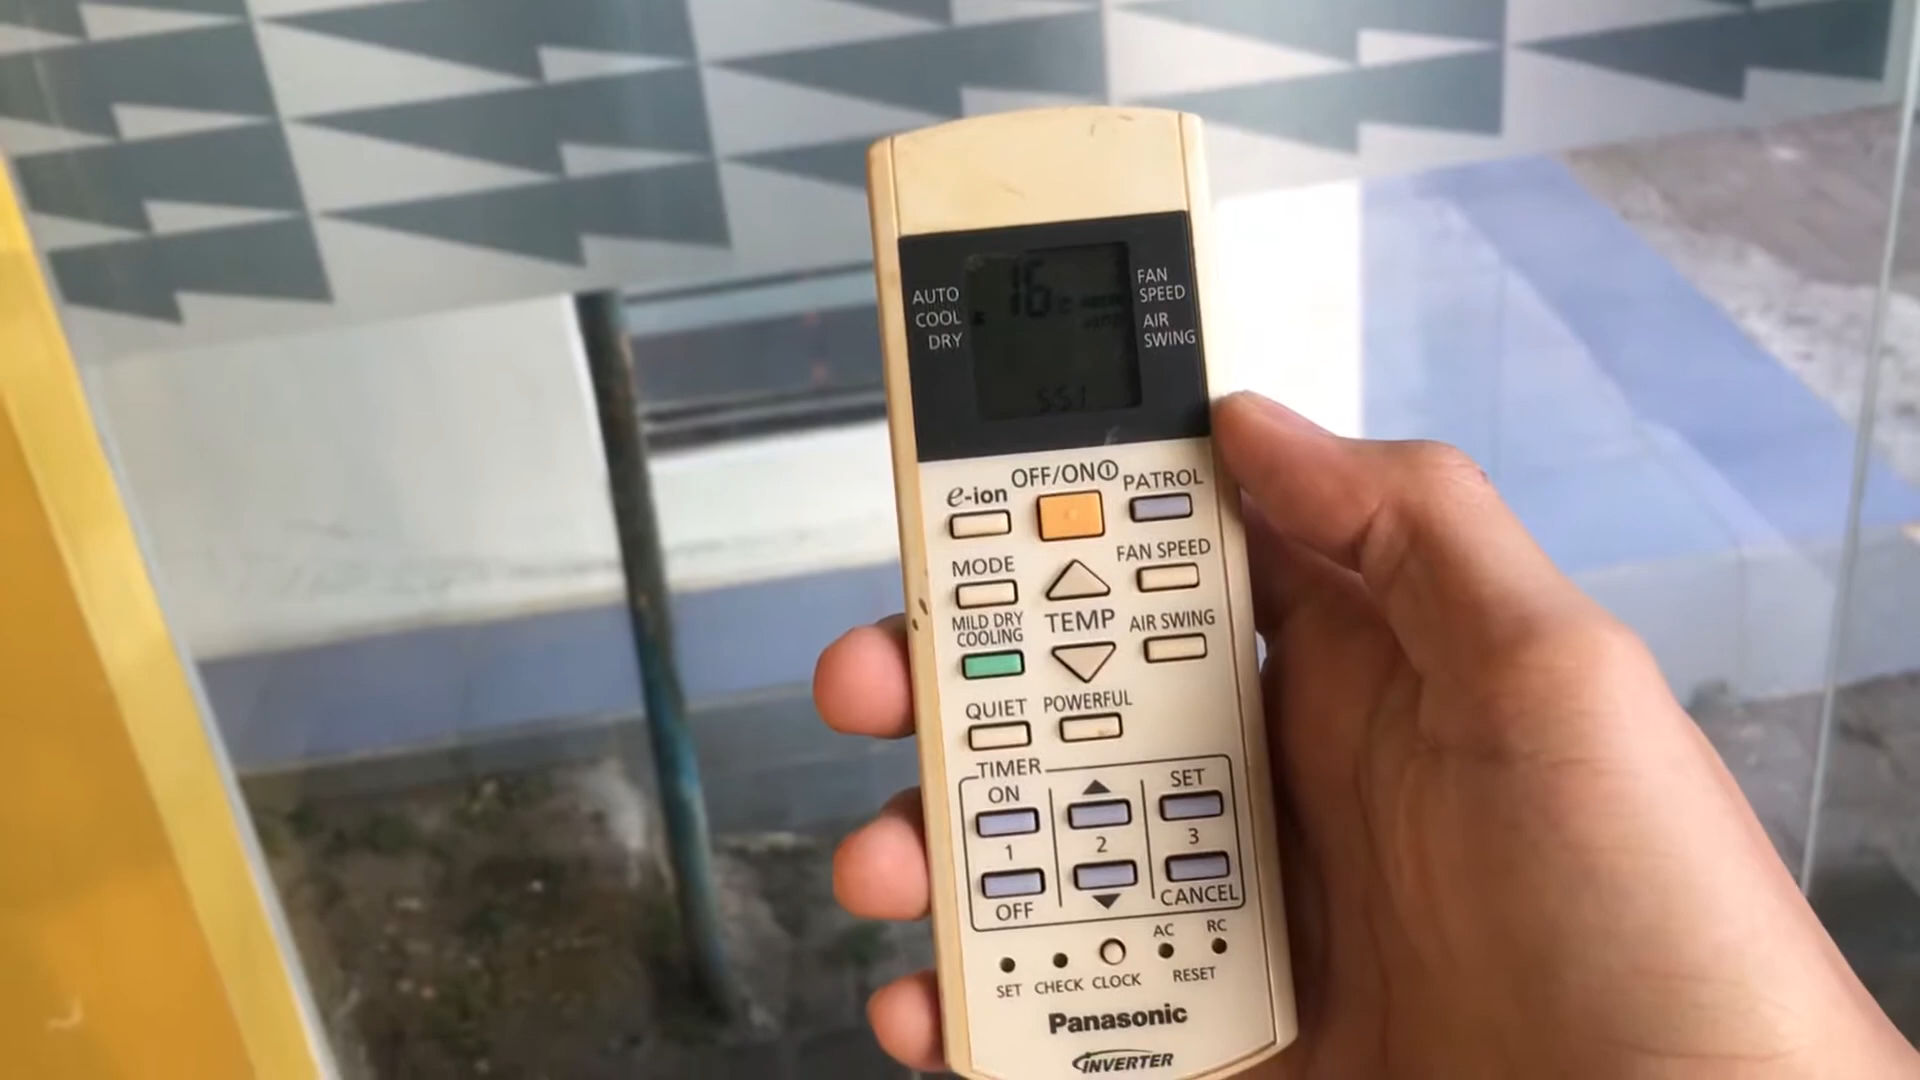 AUTO
COOL
DRY
16
FAN
SPEED
AIR
SWING
5:51
OFF/ON
e-ion
PATROL
MODE
FAN SPEED
MILD DRY
COOLING
TEMP
AIR SWING
QUIET
POWERFUL
TIMER
ON
SET
1
2
3
OFF
CANCEL
AC
RC
SET
CHECK
CLOCK
RESET
Panasonic
INVERTER